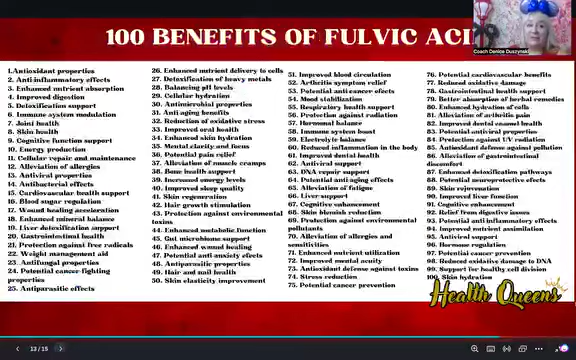 100 BENEFITS OF FULVIC ACI
Coach Denice Duszynski
1.Antioxidant properties
2. Anti-inflammatory effects
3. Enhanced nutrient absorption
4. Improved digestion
5. Detoxification support
6. Immune system modulation
7. Joint health
8. Skin health
9. Cognitive function support
10. Energy production
11. Cellular repair and maintenance
12. Alleviation of allergies
13. Antiviral properties
14. Antibacterial effects
15. Cardiovascular health support
16. Blood sugar regulation
17. Wound healing acceleration
18. Enhanced mineral balance
19. Liver detoxification support
20. Gastrointestinal health
21. Protection against free radicals
22. Weight management aid
23. Antifungal properties
24. Potential cancer-fighting
properties
25. Antiparasitic effects
26. Enhanced nutrient delivery to cells
27. Detoxification of heavy metals
28. Balancing pH levels
29. Cellular hydration
30. Antimicrobial properties
31. Anti-aging benefits
32. Reduction of oxidative stress
33. Improved oral health
34. Enhanced skin hydration
35. Mental clarity and focus
36. Potential pain relief
37. Alleviation of muscle cramps
38. Bone health support
39. Increased energy levels
40. Improved sleep quality
41. Skin regeneration
42. Hair growth stimulation
43. Protection against environmental
toxins
44. Enhanced metabolic function
45. Gut microbiome support
46. Enhanced wound healing
47. Potential anti-anxiety effects
48. Antiparasitic properties
49. Hair and nail health
50. Skin elasticity improvement
51. Improved blood circulation
52. Arthritis symptom relief
53. Potential anti-cancer effects
54. Mood stabilization
55. Respiratory health support
56. Protection against radiation
57. Hormonal balance
58. Immune system boost
59. Electrolyte balance
60. Reduced inflammation in the body
61. Improved dental health
62. Antiviral support
63. DNA repair support
64. Potential anti-aging effects
65. Alleviation of fatigue
66. Liver support
67. Cognitive enhancement
68. Skin blemish reduction
69. Protection against environmental
pollutants
70. Alleviation of allergies and
sensitivities
71. Enhanced nutrient utilization
72. Improved mental acuity
73. Antioxidant defense against toxins
74. Stress reduction
75. Potential cancer prevention
76. Potential cardiovascular benefits
77. Reduced oxidative damage
78. Gastrointestinal health support
79. Better absorption of herbal remedies
80. Enhanced hydration of cells
81. Alleviation of arthritis pain
82. Improved dental enamel health
83. Potential antiviral properties
84. Protection against UV radiation
85. Antioxidant defense against pollution
86. Alleviation of gastrointestinal
discomfort
87. Enhanced detoxification pathways
88. Potential neuroprotective effects
89. Skin rejuvenation
90. Improved liver function
91. Cognitive enhancement
92. Relief from digestive issues
93. Potential anti-inflammatory effects
94. Improved nutrient assimilation
95. Antiviral support
96. Hormone regulation
97. Potential cancer prevention
98. Reduced oxidative damage to DNA
99. Support for healthy cell division
100. Skin hydration
Health Queens
13 / 15